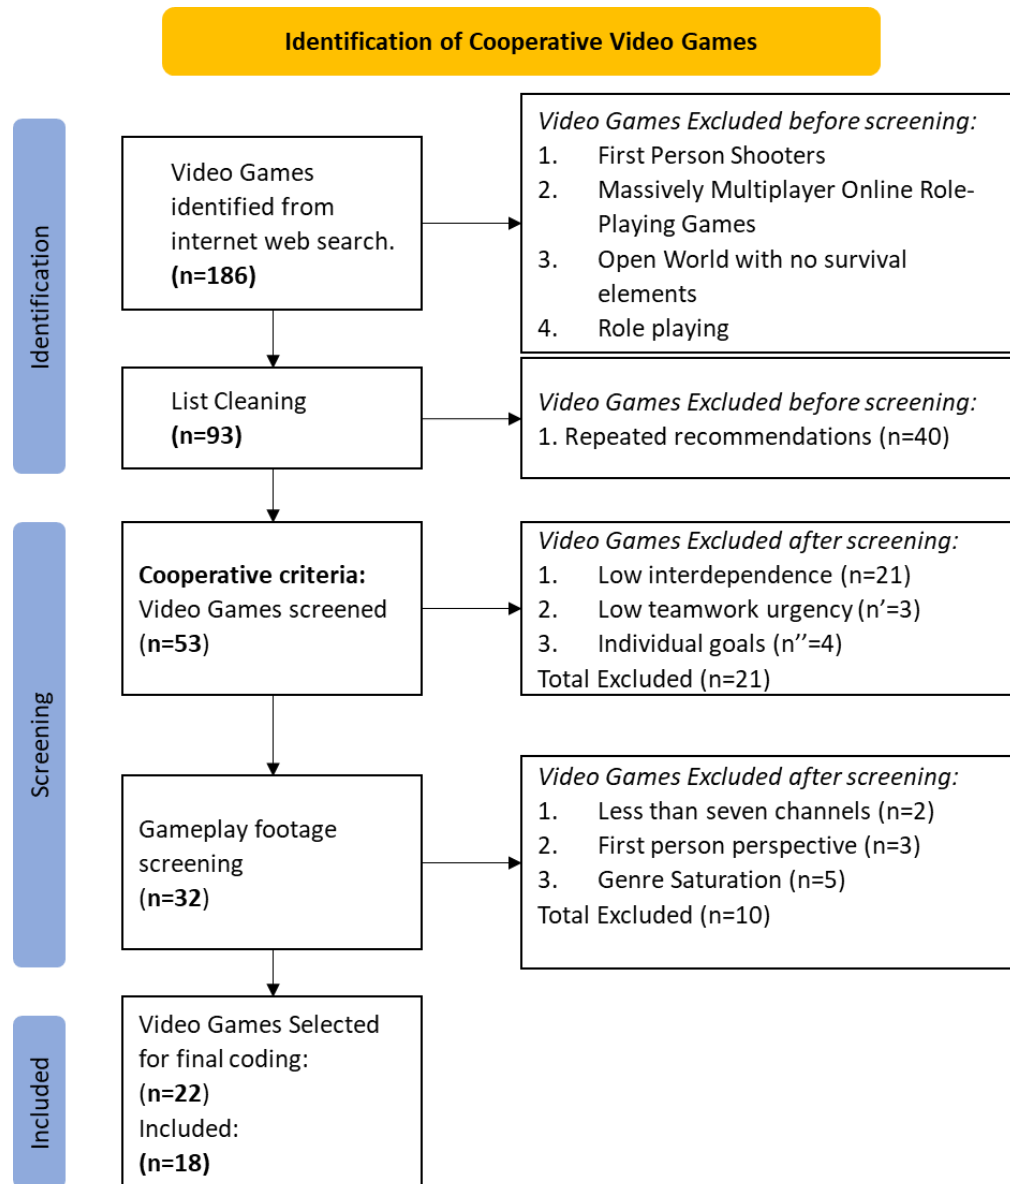 Identification of Cooperative Video Games
Identification
Video Games
identified from
internet web search.
(n=186)
Video Games Excluded before screening:
1. First Person Shooters
2. Massively Multiplayer Online Role-
Playing Games
3. Open World with no survival
elements
4. Role playing
List Cleaning
(n=93)
Video Games Excluded before screening:
1. Repeated recommendations (n=40)
Screening
Cooperative criteria:
Video Games screened
(n=53)
Video Games Excluded after screening:
1. Low interdependence (n=21)
2. Low teamwork urgency (n’=3)
3. Individual goals (n’’=4)
Total Excluded (n=21)
Gameplay footage
screening
(n=32)
Video Games Excluded after screening:
1. Less than seven channels (n=2)
2. First person perspective (n=3)
3. Genre Saturation (n=5)
Total Excluded (n=10)
Included
Video Games Selected
for final coding:
(n=22)
Included:
(n=18)